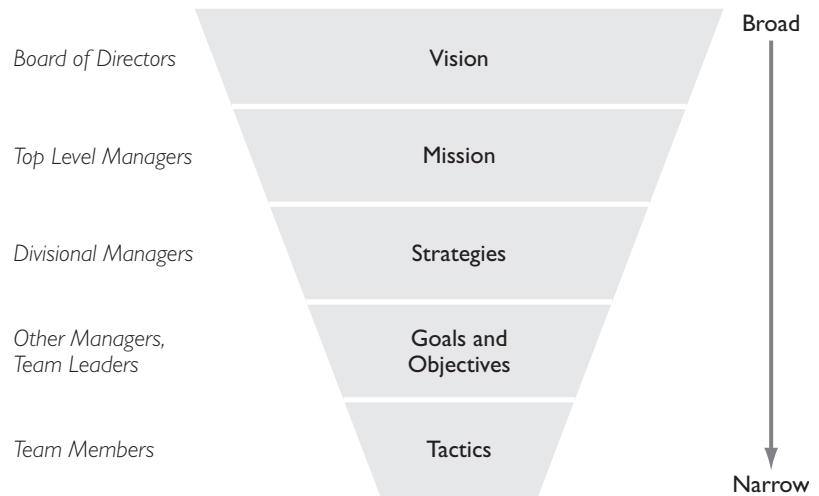 Broad
Board of Directors
Vision
Top Level Managers
Mission
Divisional Managers
Strategies
Other Managers,
Team Leaders
Goals and
Objectives
Team Members
Tactics
Narrow